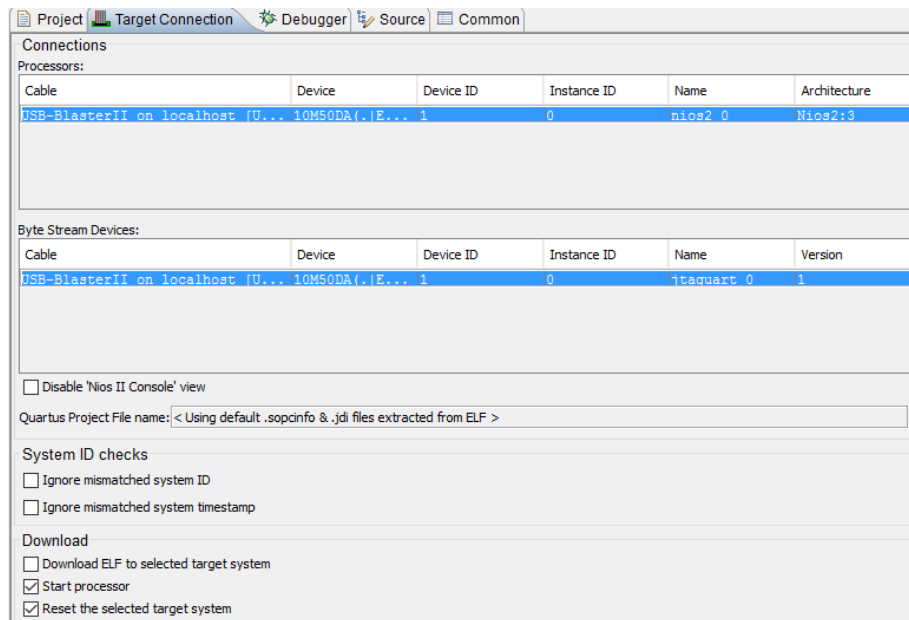 Project Target Connection Debugger Source Common
Connections
Processors:
Cable Device Device ID Instance ID Name Architecture
USB-BlasterII on localhost [U... 10M50DA(.|E... 1 0 nios2_0 Nios2:3
Byte Stream Devices:
Cable Device Device ID Instance ID Name Version
USB-BlasterII on localhost [U... 10M50DA(.|E... 1 0 jtaguart_0 1
Disable 'Nios II Console' view
Quartus Project File name: < Using default .sopcinfo & .jdi files extracted from ELF >
System ID checks
Ignore mismatched system ID
Ignore mismatched system timestamp
Download
Download ELF to selected target system
Start processor
Reset the selected target system